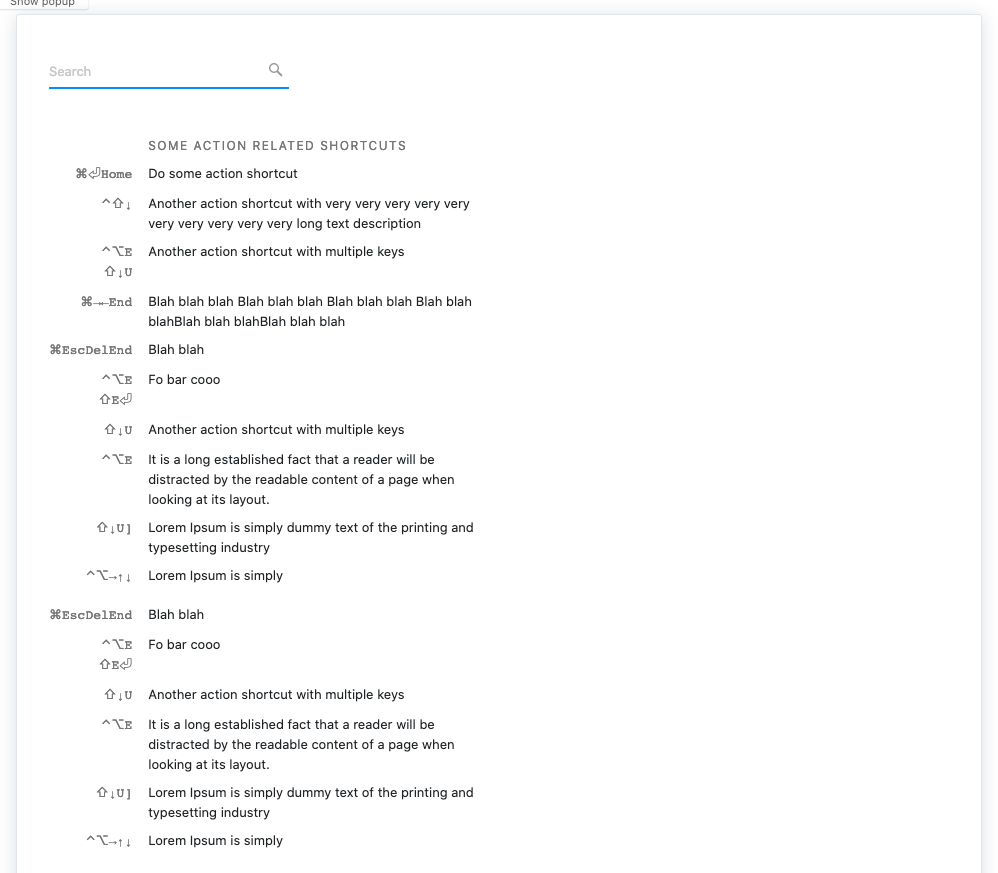 Show popup
Search
SOME ACTION RELATED SHORTCUTS
⌘⏎Home Do some action shortcut
^⇧↓ Another action shortcut with very very very very very
very very very very very long text description
^⌥E Another action shortcut with multiple keys
⇧↓U
⌘→←End Blah blah blah Blah blah blah Blah blah blah Blah blah
blahBlah blah blahBlah blah blah
⌘EscDelEnd Blah blah
^⌥E Fo bar cooo
⇧E⏎
⇧↓U Another action shortcut with multiple keys
^⌥E It is a long established fact that a reader will be
distracted by the readable content of a page when
looking at its layout.
⇧↓U] Lorem Ipsum is simply dummy text of the printing and
typesetting industry
^⌥→↑↓ Lorem Ipsum is simply
⌘EscDelEnd Blah blah
^⌥E Fo bar cooo
⇧E⏎
⇧↓U Another action shortcut with multiple keys
^⌥E It is a long established fact that a reader will be
distracted by the readable content of a page when
looking at its layout.
⇧↓U] Lorem Ipsum is simply dummy text of the printing and
typesetting industry
^⌥→↑↓ Lorem Ipsum is simply